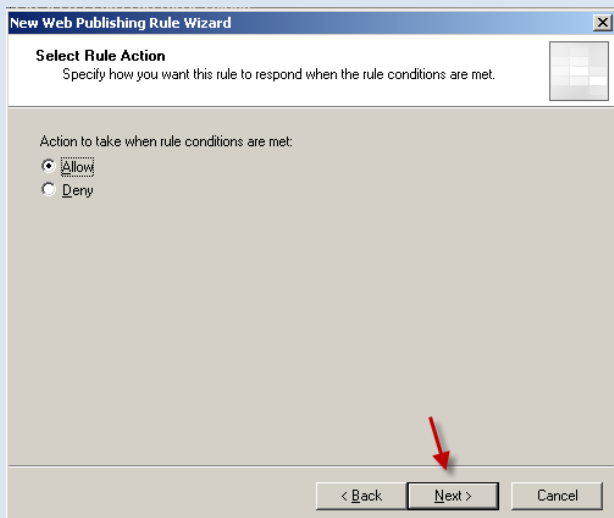 New Web Publishing Rule Wizard
Select Rule Action
Specify how you want this rule to respond when the rule conditions are met.
Action to take when rule conditions are met:
Allow
Deny
< Back Next > Cancel